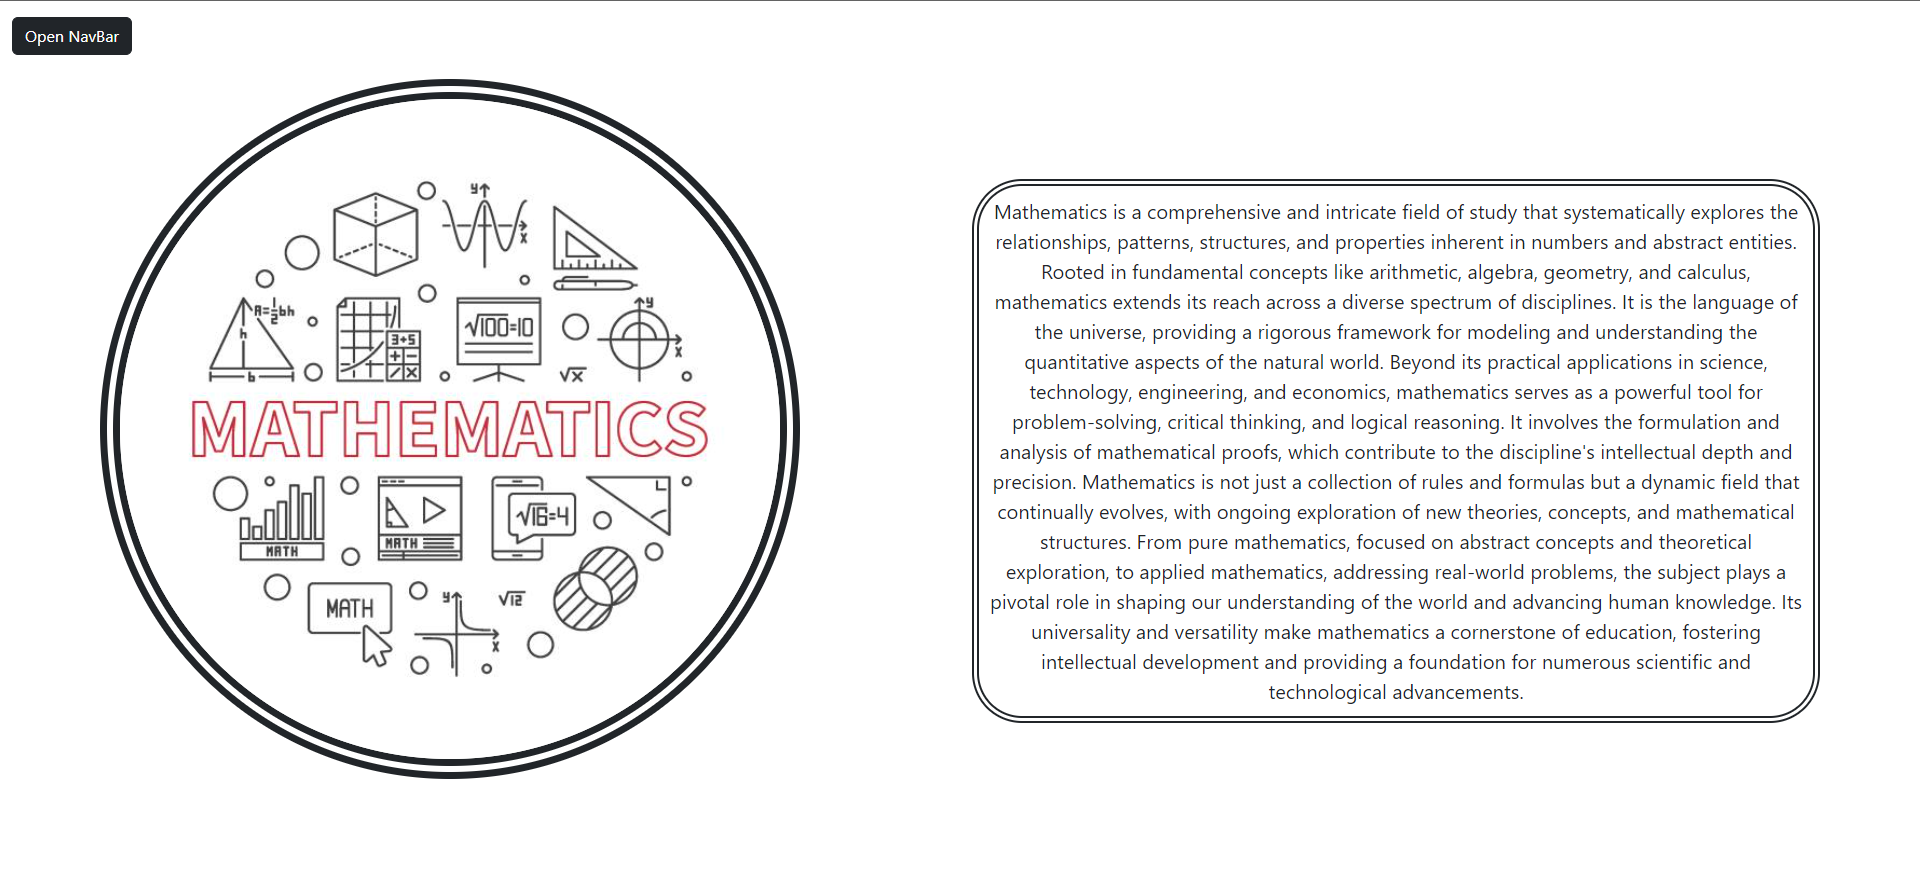 Open NavBar
y
x
A=½bh
h
b
3+5
+ −
/ x
√100=10
√x
y
x
MATHEMATICS
MATH
MATH
√16=4
MATH
y
x
√12
Mathematics is a comprehensive and intricate field of study that systematically explores the
relationships, patterns, structures, and properties inherent in numbers and abstract entities.
Rooted in fundamental concepts like arithmetic, algebra, geometry, and calculus,
mathematics extends its reach across a diverse spectrum of disciplines. It is the language of
the universe, providing a rigorous framework for modeling and understanding the
quantitative aspects of the natural world. Beyond its practical applications in science,
technology, engineering, and economics, mathematics serves as a powerful tool for
problem-solving, critical thinking, and logical reasoning. It involves the formulation and
analysis of mathematical proofs, which contribute to the discipline's intellectual depth and
precision. Mathematics is not just a collection of rules and formulas but a dynamic field that
continually evolves, with ongoing exploration of new theories, concepts, and mathematical
structures. From pure mathematics, focused on abstract concepts and theoretical
exploration, to applied mathematics, addressing real-world problems, the subject plays a
pivotal role in shaping our understanding of the world and advancing human knowledge. Its
universality and versatility make mathematics a cornerstone of education, fostering
intellectual development and providing a foundation for numerous scientific and
technological advancements.